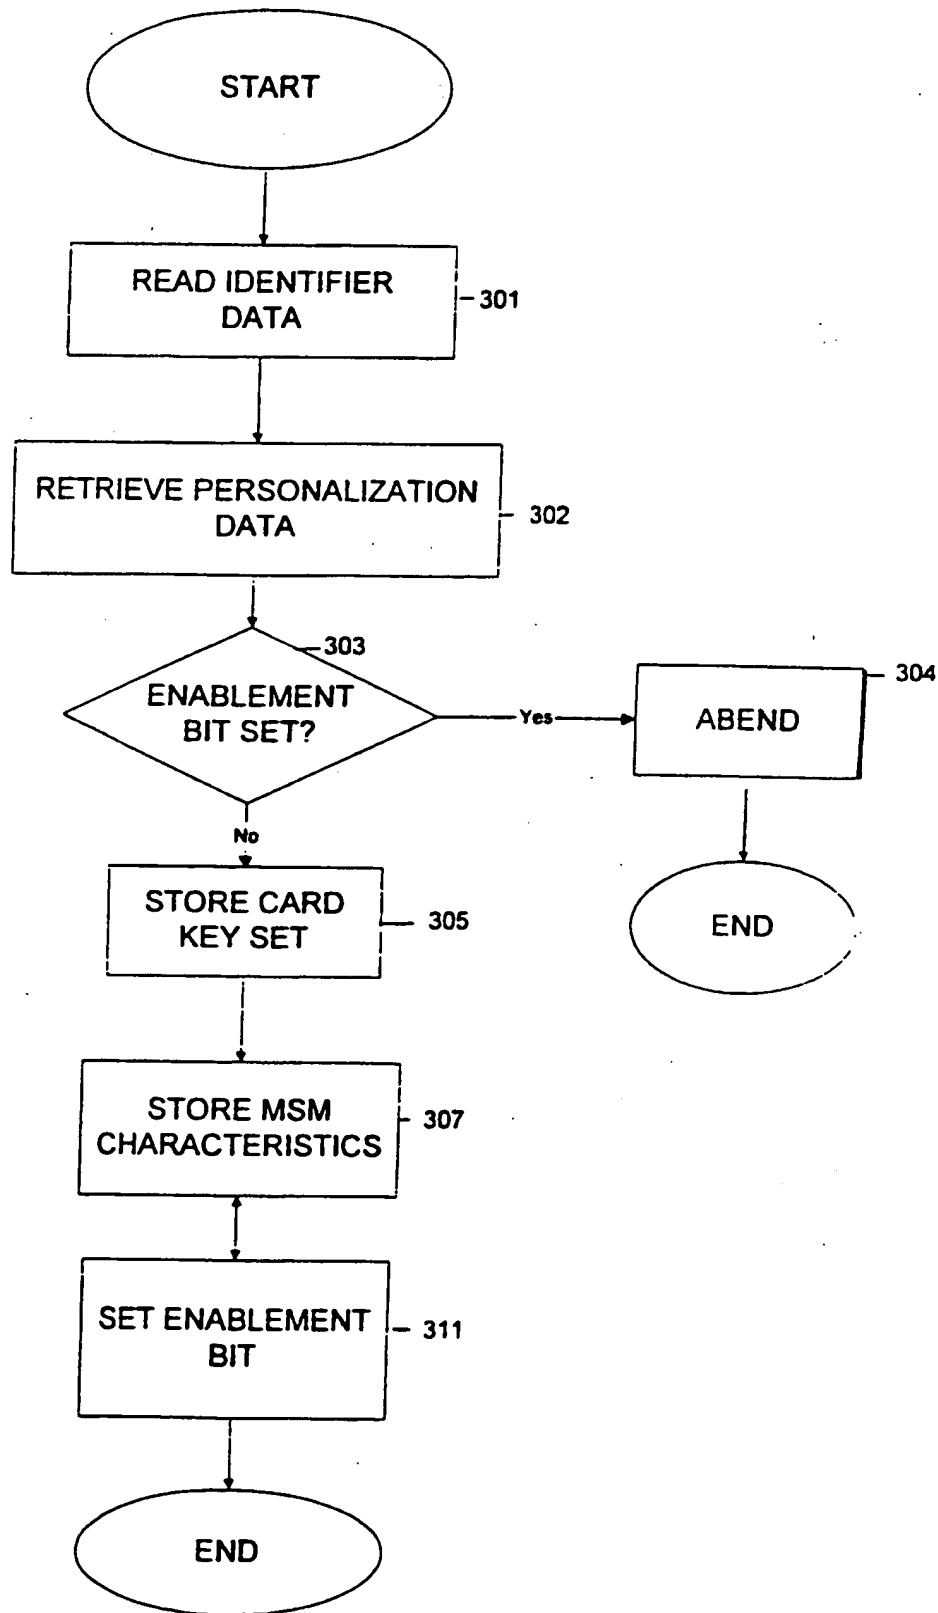 START
READ IDENTIFIER
DATA
301
RETRIEVE PERSONALIZATION
DATA
302
303
ENABLEMENT
BIT SET?
Yes
304
ABEND
END
No
STORE CARD
KEY SET
305
STORE MSM
CHARACTERISTICS
307
SET ENABLEMENT
BIT
311
END